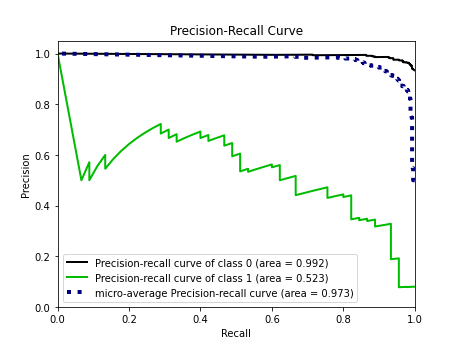 Precision-Recall Curve
1.0
0.8
0.6
0.4
0.2
0.0
Precision
Precision-recall curve of class 0 (area = 0.992)
Precision-recall curve of class 1 (area = 0.523)
micro-average Precision-recall curve (area = 0.973)
0.0 0.2 0.4 0.6 0.8 1.0
Recall